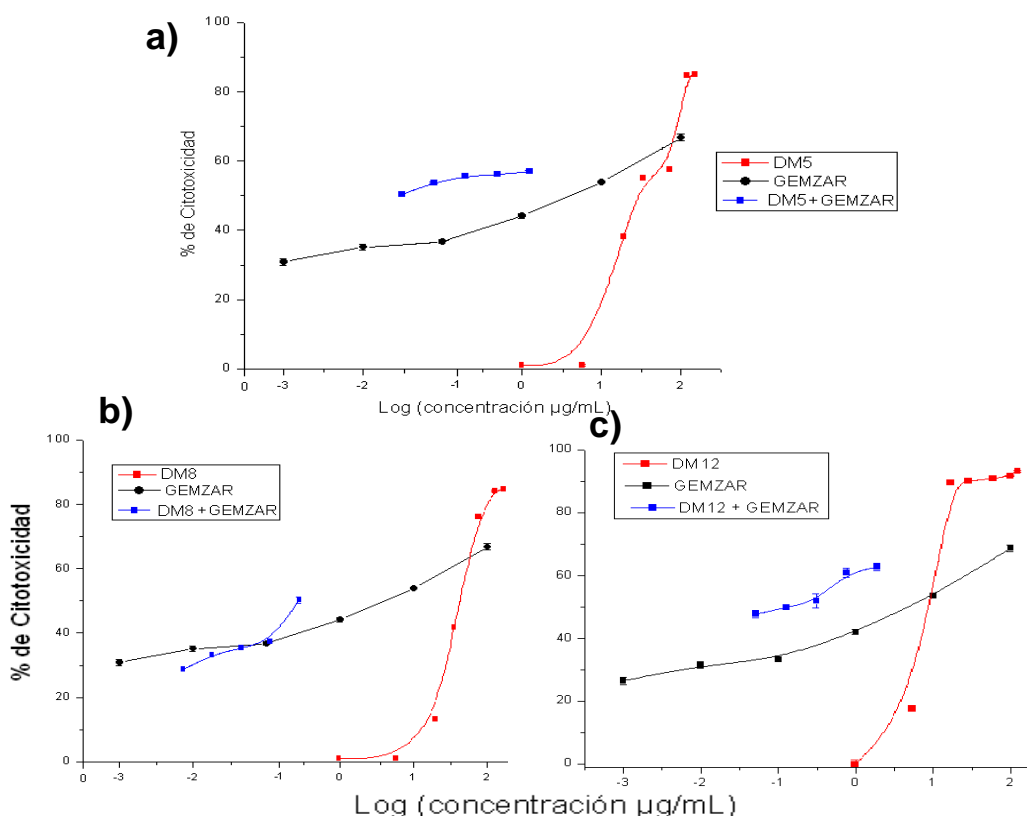 a)
100
80
60
40
20
0
% de Citotoxicidad
0
-3
-2
-1
0
1
2
Log (concentración µg/mL)
DM5
GEMZAR
DM5+GEMZAR
b)
100
80
60
40
20
0
% de Citotoxicidad
DM8
GEMZAR
DM8 +GEMZAR
0
-3
-2
-1
0
1
2
c)
100
80
60
40
20
0
DM12
GEMZAR
DM12 + GEMZAR
-3
-2
-1
0
1
2
Log (concentración µg/mL)